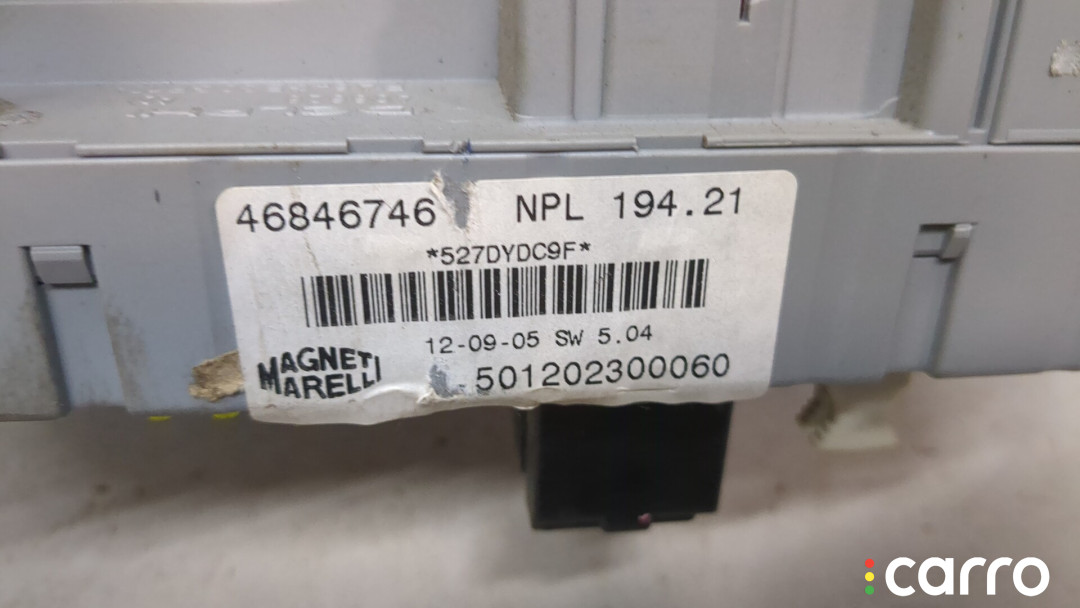 46846746 NPL 194.21
*527DYDC9F*
12-09-05 SW 5.04
MAGNETI
MARELLI
501202300060
carro